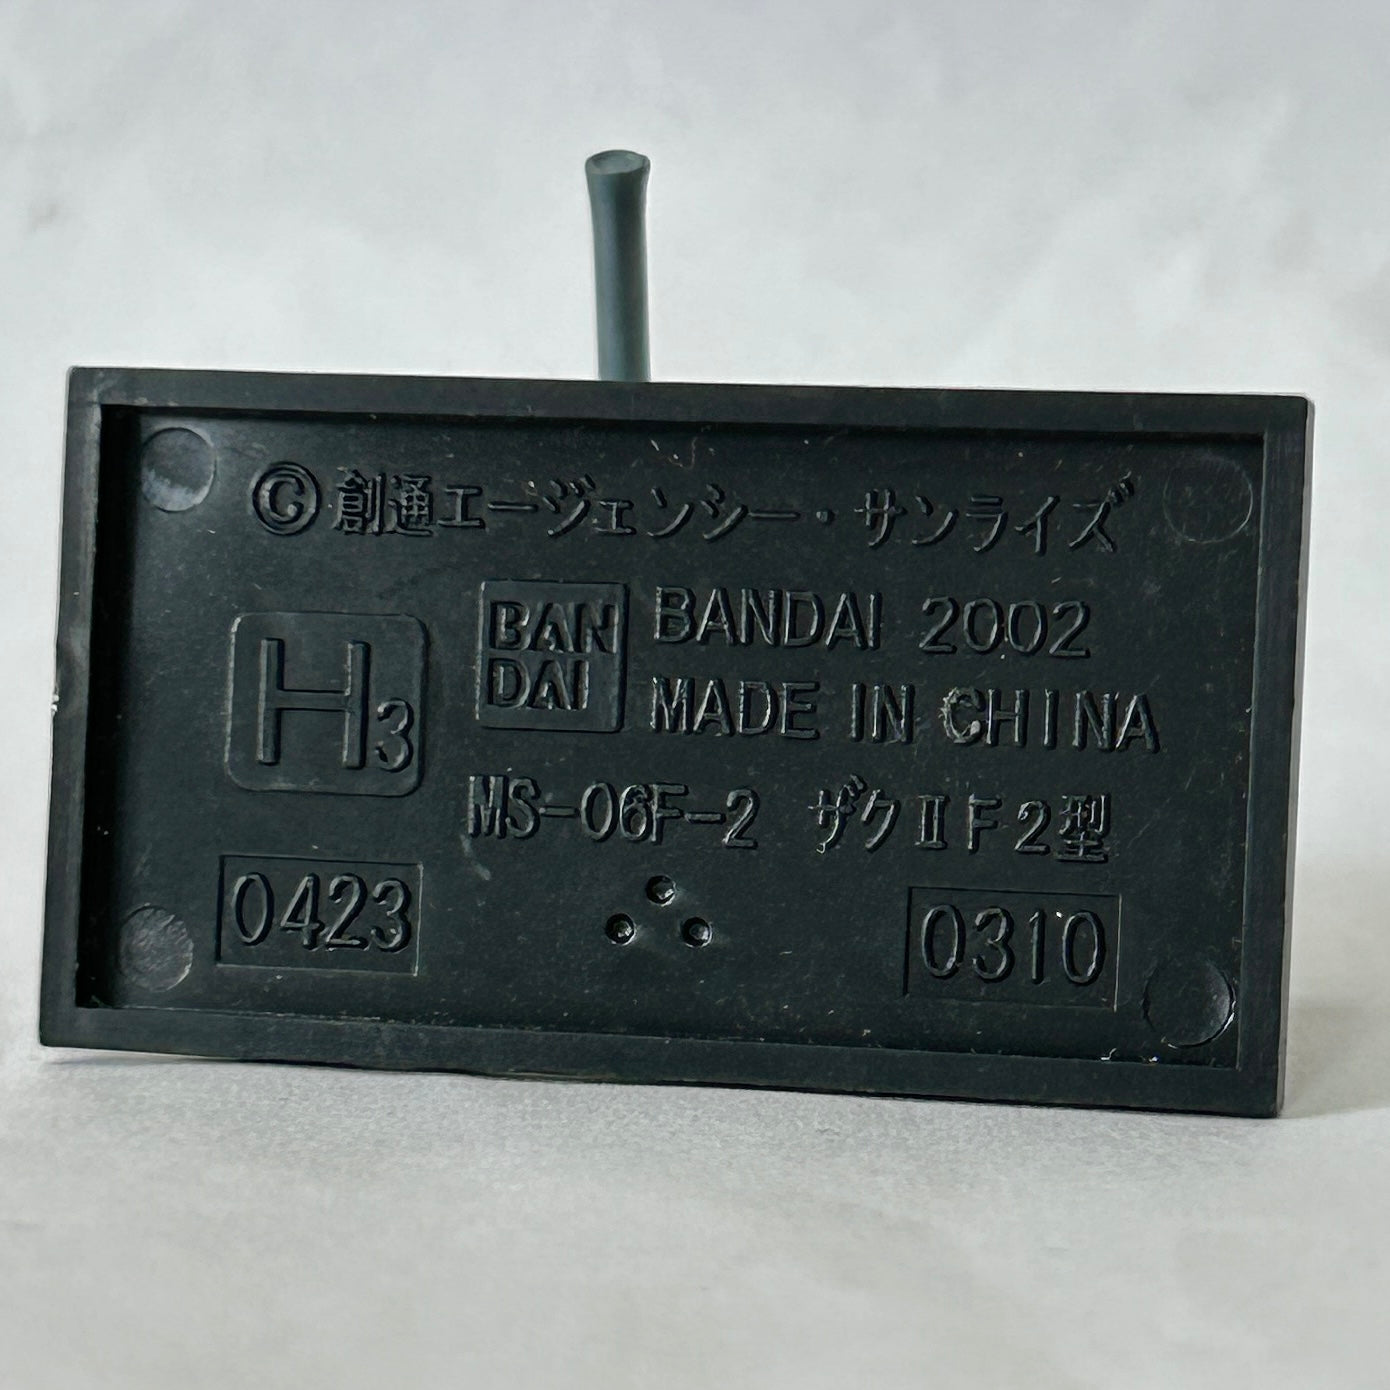 ©創通エージェンシー・サンライズ
H3
BAN
DAI
BANDAI 2002
MADE IN CHINA
MS-06F-2 ザクⅡF2型
0423
0310